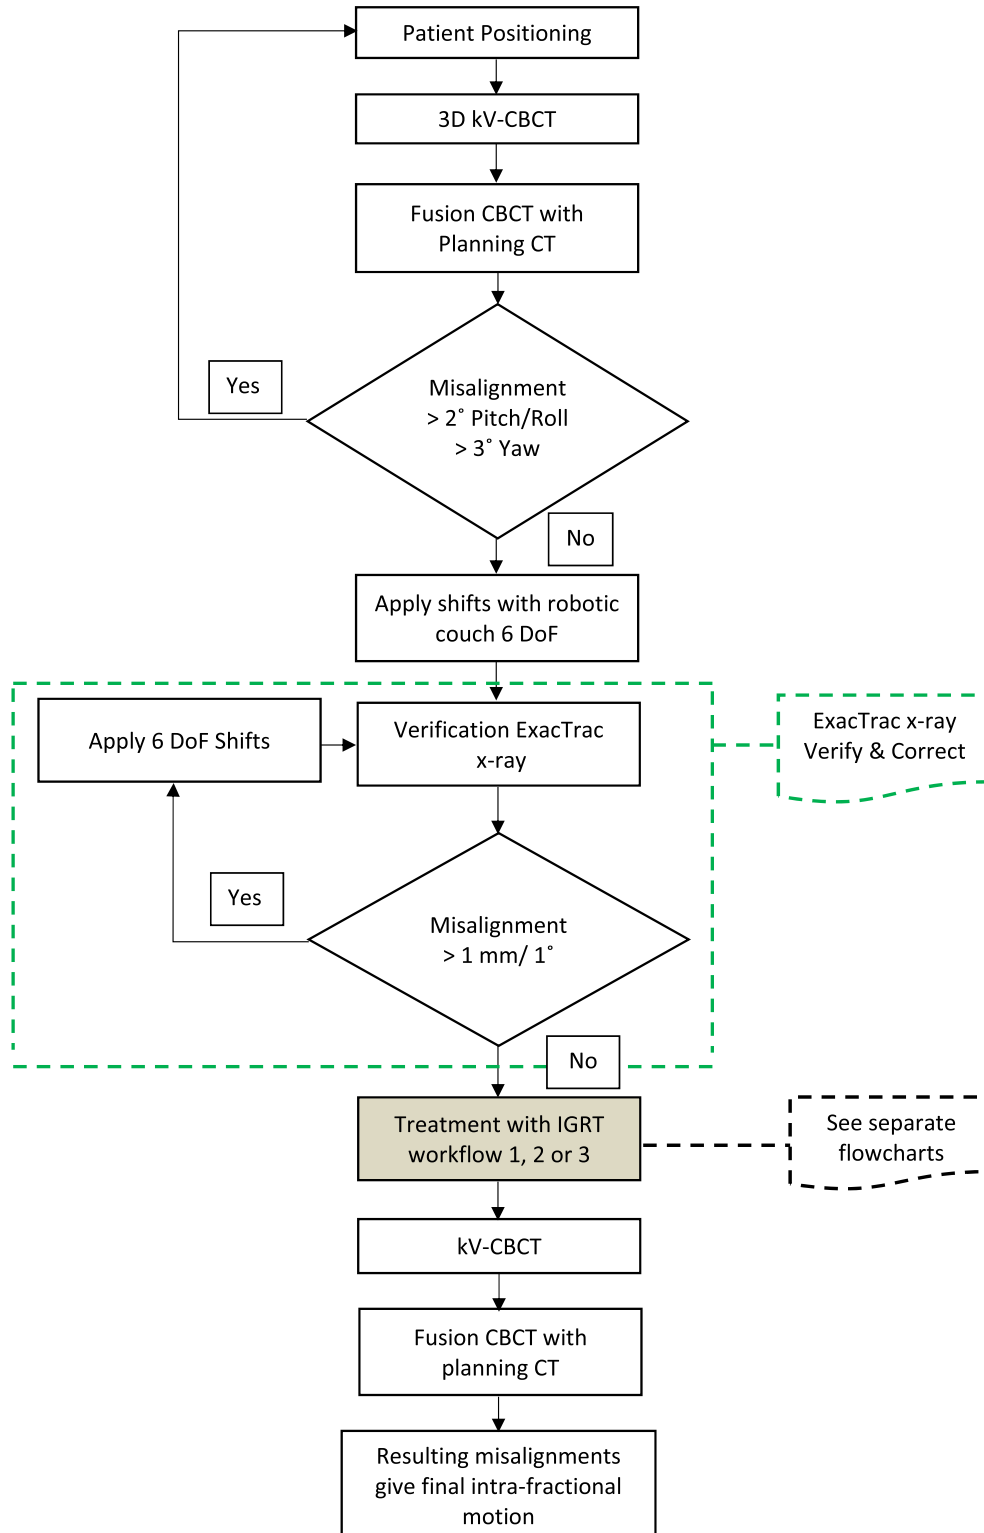 Patient Positioning
3D kV-CBCT
Fusion CBCT with
Planning CT
Misalignment
> 2˚ Pitch/Roll
> 3˚ Yaw
Yes
No
Apply shifts with robotic
couch 6 DoF
Apply 6 DoF Shifts
Verification ExacTrac
x-ray
ExacTrac x-ray
Verify & Correct
Yes
Misalignment
> 1 mm/ 1˚
No
Treatment with IGRT
workflow 1, 2 or 3
See separate
flowcharts
kV-CBCT
Fusion CBCT with
planning CT
Resulting misalignments
give final intra-fractional
motion